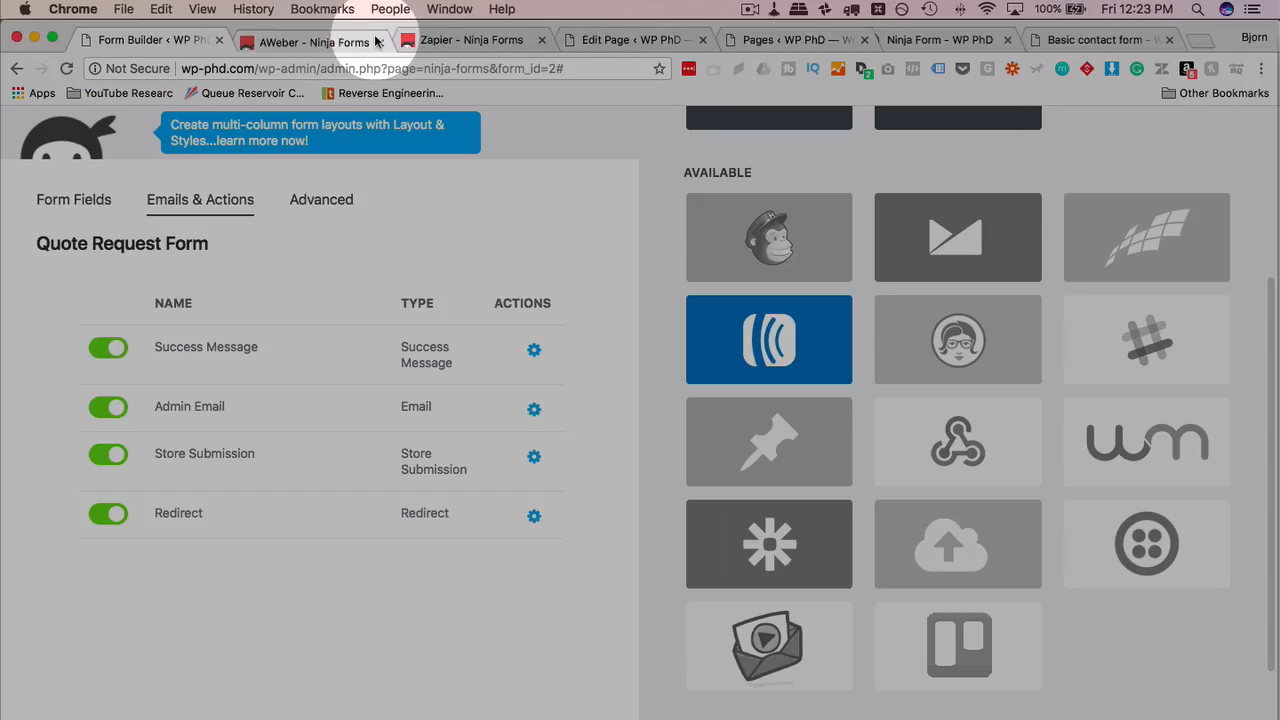 Chrome File Edit View History Bookmarks People Window Help 100% Fri 12:23 PM
Form Builder < WP PhD AWeber - Ninja Forms Zapier - Ninja Forms Edit Page < WP PhD — Pages < WP PhD — Ninja Form - WP PhD Basic contact form - Bjorn
Not Secure wp-phd.com/wp-admin/admin.php?page=ninja-forms&form_id=2#
Apps YouTube Researc Queue Reservoir C... Reverse Engineerin... Other Bookmarks
Create multi-column form layouts with Layout &
Styles...learn more now!
Form Fields Emails & Actions Advanced
Quote Request Form
NAME TYPE ACTIONS
Success Message Success
Message
Admin Email Email
Store Submission Store
Submission
Redirect Redirect
AVAILABLE
wm